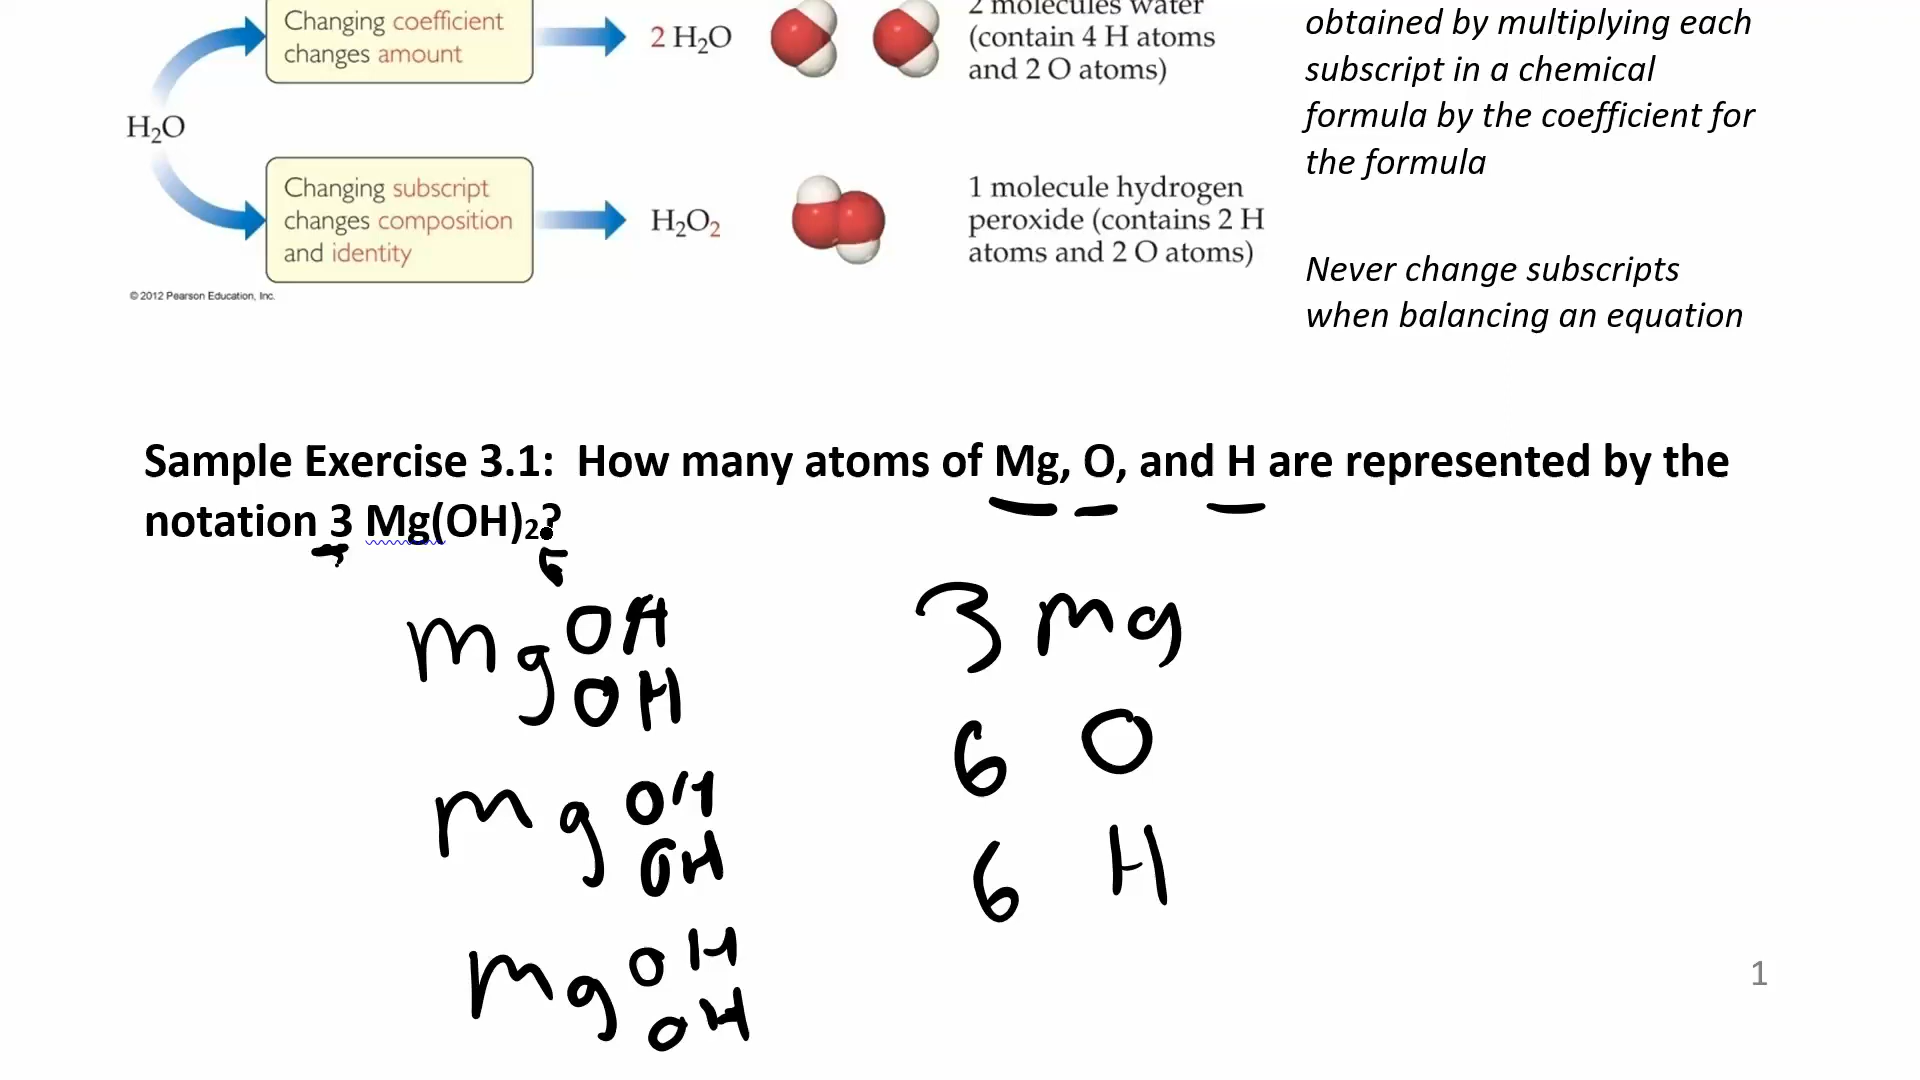 Changing coefficient
changes amount
2 H₂O
2 molecules water
(contain 4 H atoms
and 2 O atoms)
H₂O
Changing subscript
changes composition
and identity
H₂O₂
1 molecule hydrogen
peroxide (contains 2 H
atoms and 2 O atoms)
© 2012 Pearson Education, Inc.
obtained by multiplying each
subscript in a chemical
formula by the coefficient for
the formula
Never change subscripts
when balancing an equation
Sample Exercise 3.1: How many atoms of Mg, O, and H are represented by the
notation 3 Mg(OH)₂?
Mg OH
OH
Mg OH
OH
Mg OH
OH
3 Mg
6 O
6 H
1